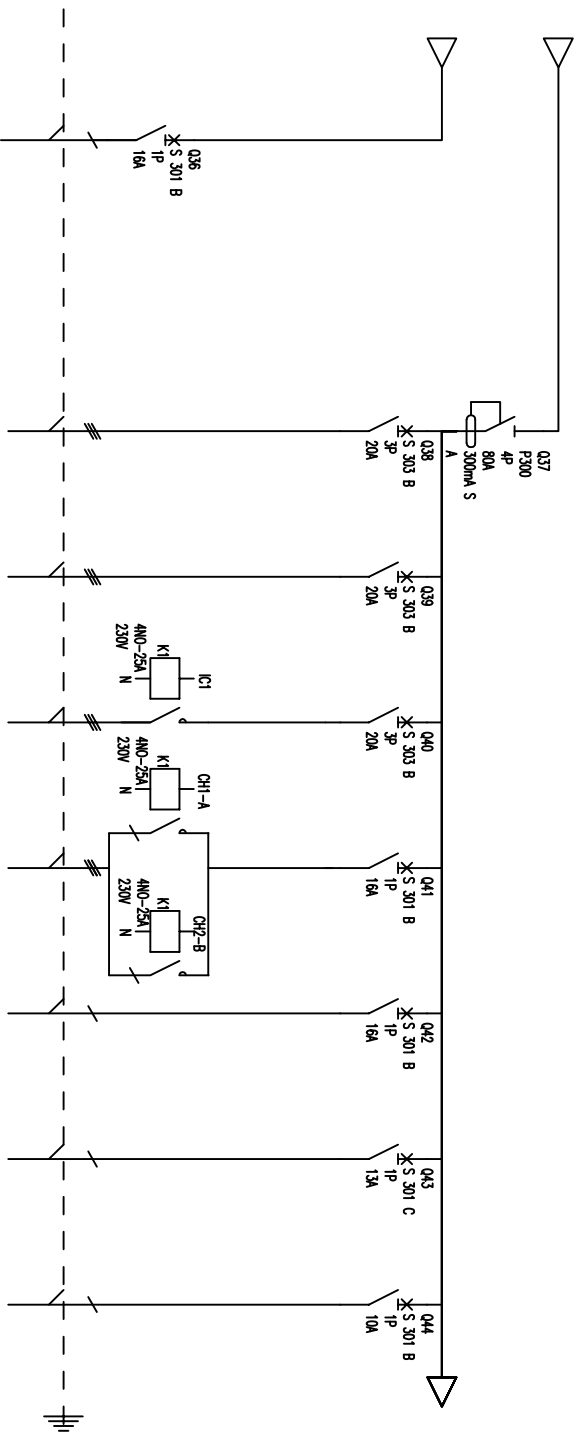 Q36
S 301 B
1P
16A
Q37
P300
4P
80A
300mA S
A
Q38
S 303 B
3P
20A
Q39
S 303 B
3P
20A
IC1
K1
4NO-25A
230V
N
Q40
S 303 B
3P
20A
CH1-A
K1
4NO-25A
230V
N
Q41
S 301 B
1P
16A
CH2-B
K1
4NO-25A
230V
N
Q42
S 301 B
1P
16A
Q43
S 301 C
1P
13A
Q44
S 301 B
1P
10A